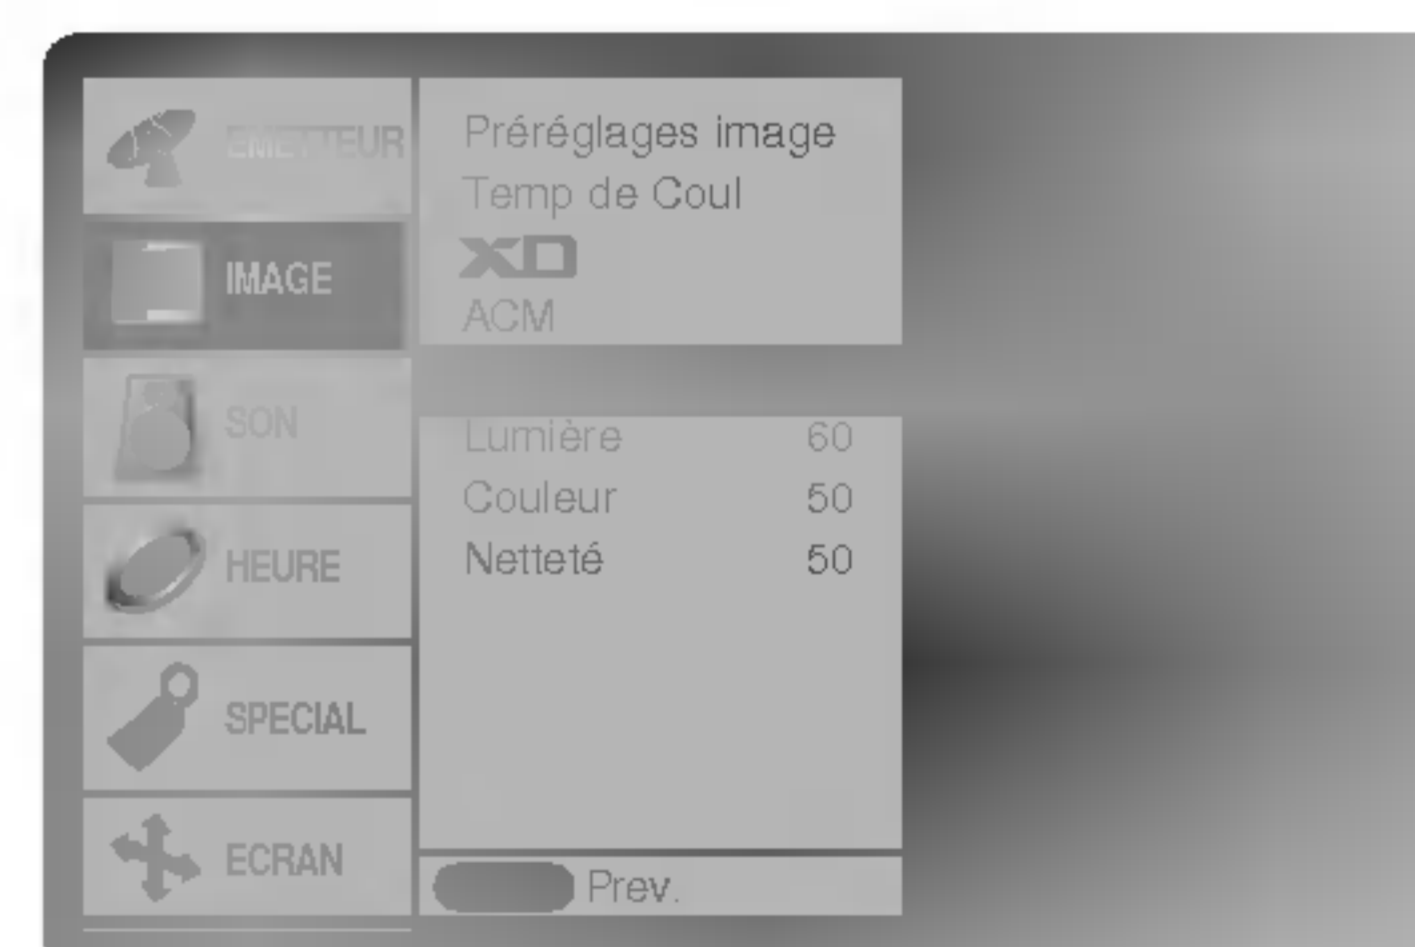 EMETTEUR
IMAGE
SON
HEURE
SPECIAL
ECRAN
Préréglages image
Temp de Coul
XD
ACM
Lumière 60
Couleur 50
Netteté 50
Prev.